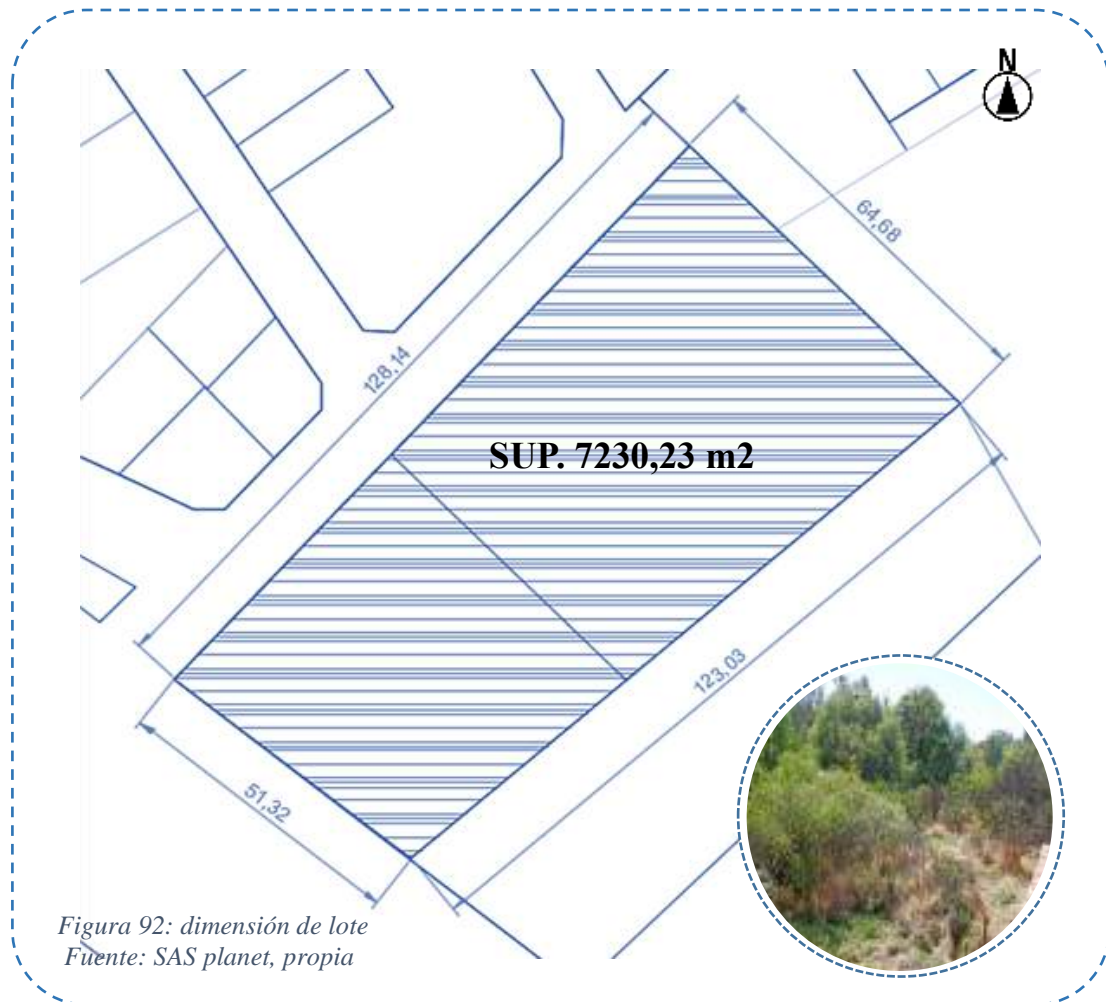 N
64,68
128,14
SUP. 7230,23 m2
123,03
51,32
Figura 92: dimensión de lote
Fuente: SAS planet, propia